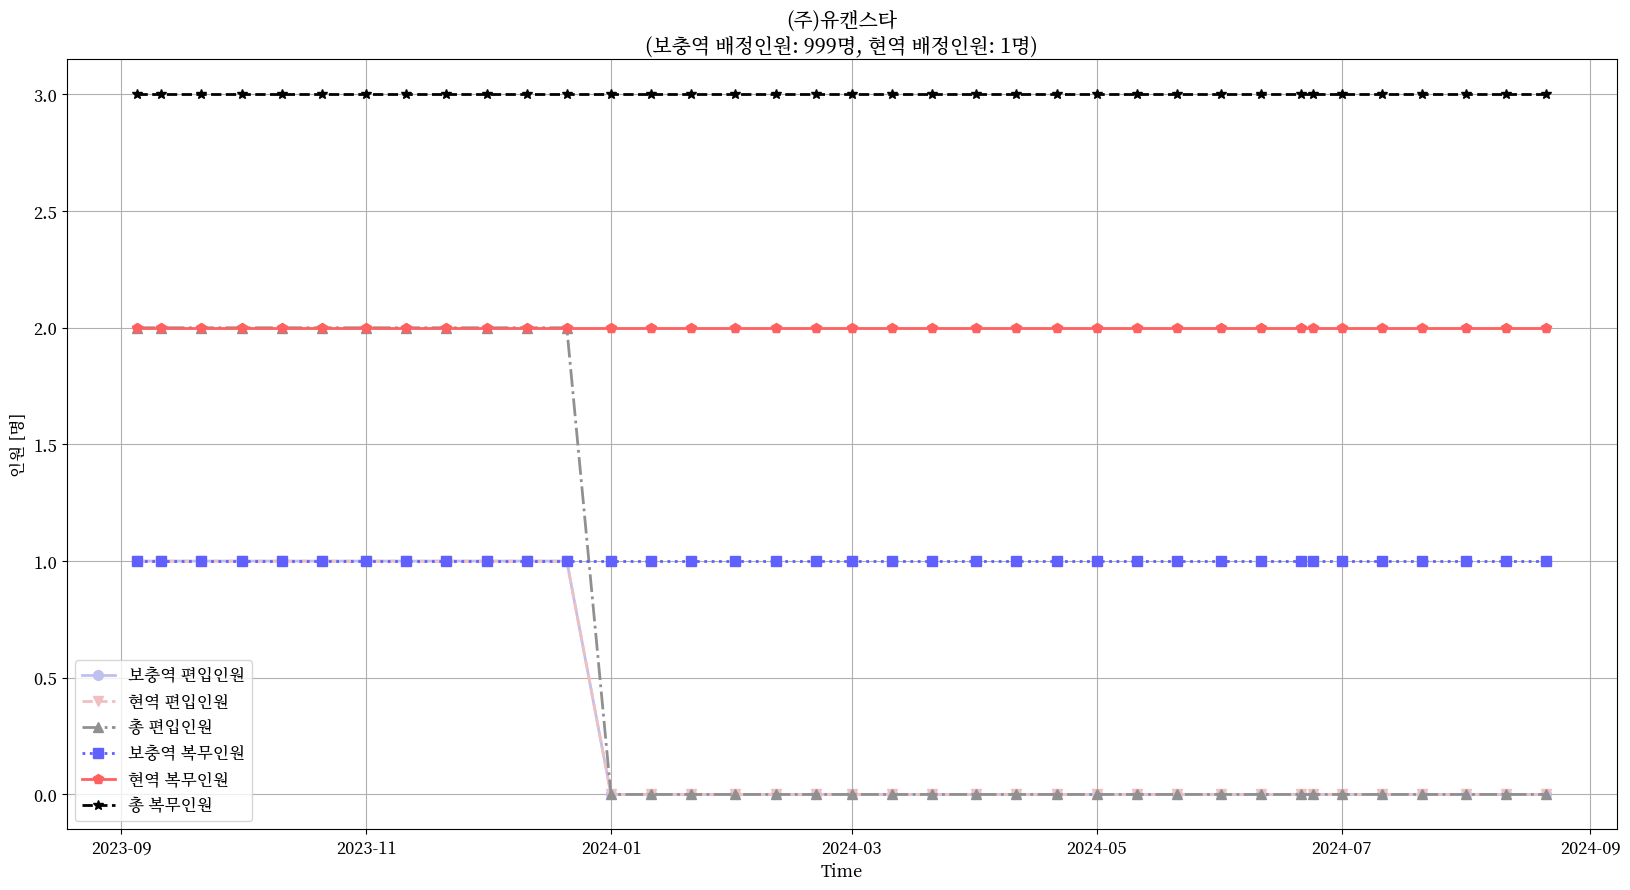 (주)유캔스타
(보충역 배정인원: 999명, 현역 배정인원: 1명)
3.0
2.5
2.0
1.5
1.0
0.5
0.0
인원 [명]
보충역 편입인원
현역 편입인원
총 편입인원
보충역 복무인원
현역 복무인원
총 복무인원
2023-09
2023-11
2024-01
2024-03
2024-05
2024-07
2024-09
Time